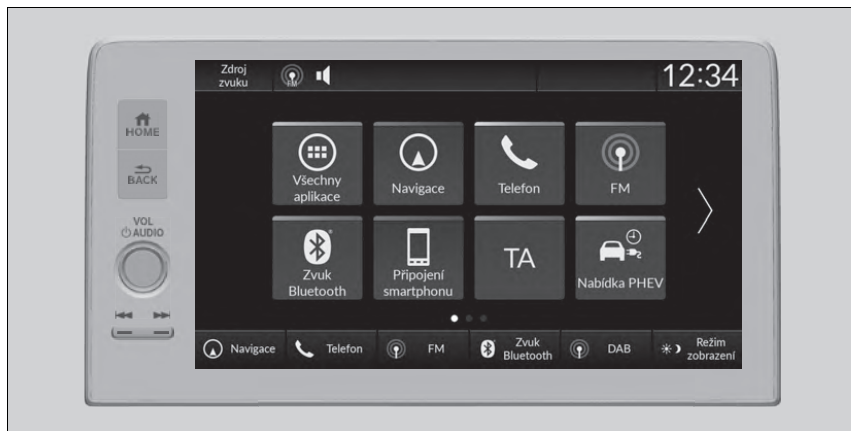 Zdroj
zvuku
FM
12:34
HOME
BACK
VOL
AUDIO
Všechny
aplikace
Navigace
Telefon
FM
Zvuk
Bluetooth
Připojení
smartphonu
TA
Nabídka PHEV
Navigace
Telefon
FM
Zvuk
Bluetooth
DAB
Režim
zobrazení